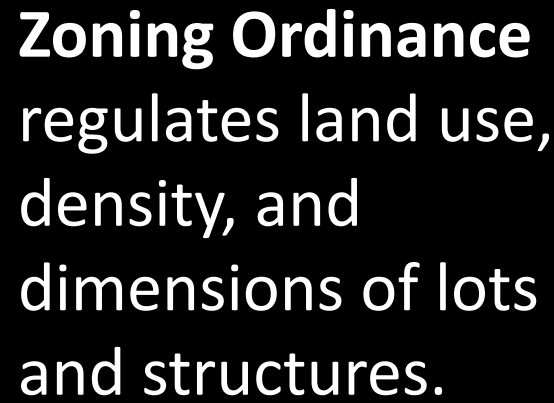 Zoning Ordinance
regulates land use,
density, and
dimensions of lots
and structures.